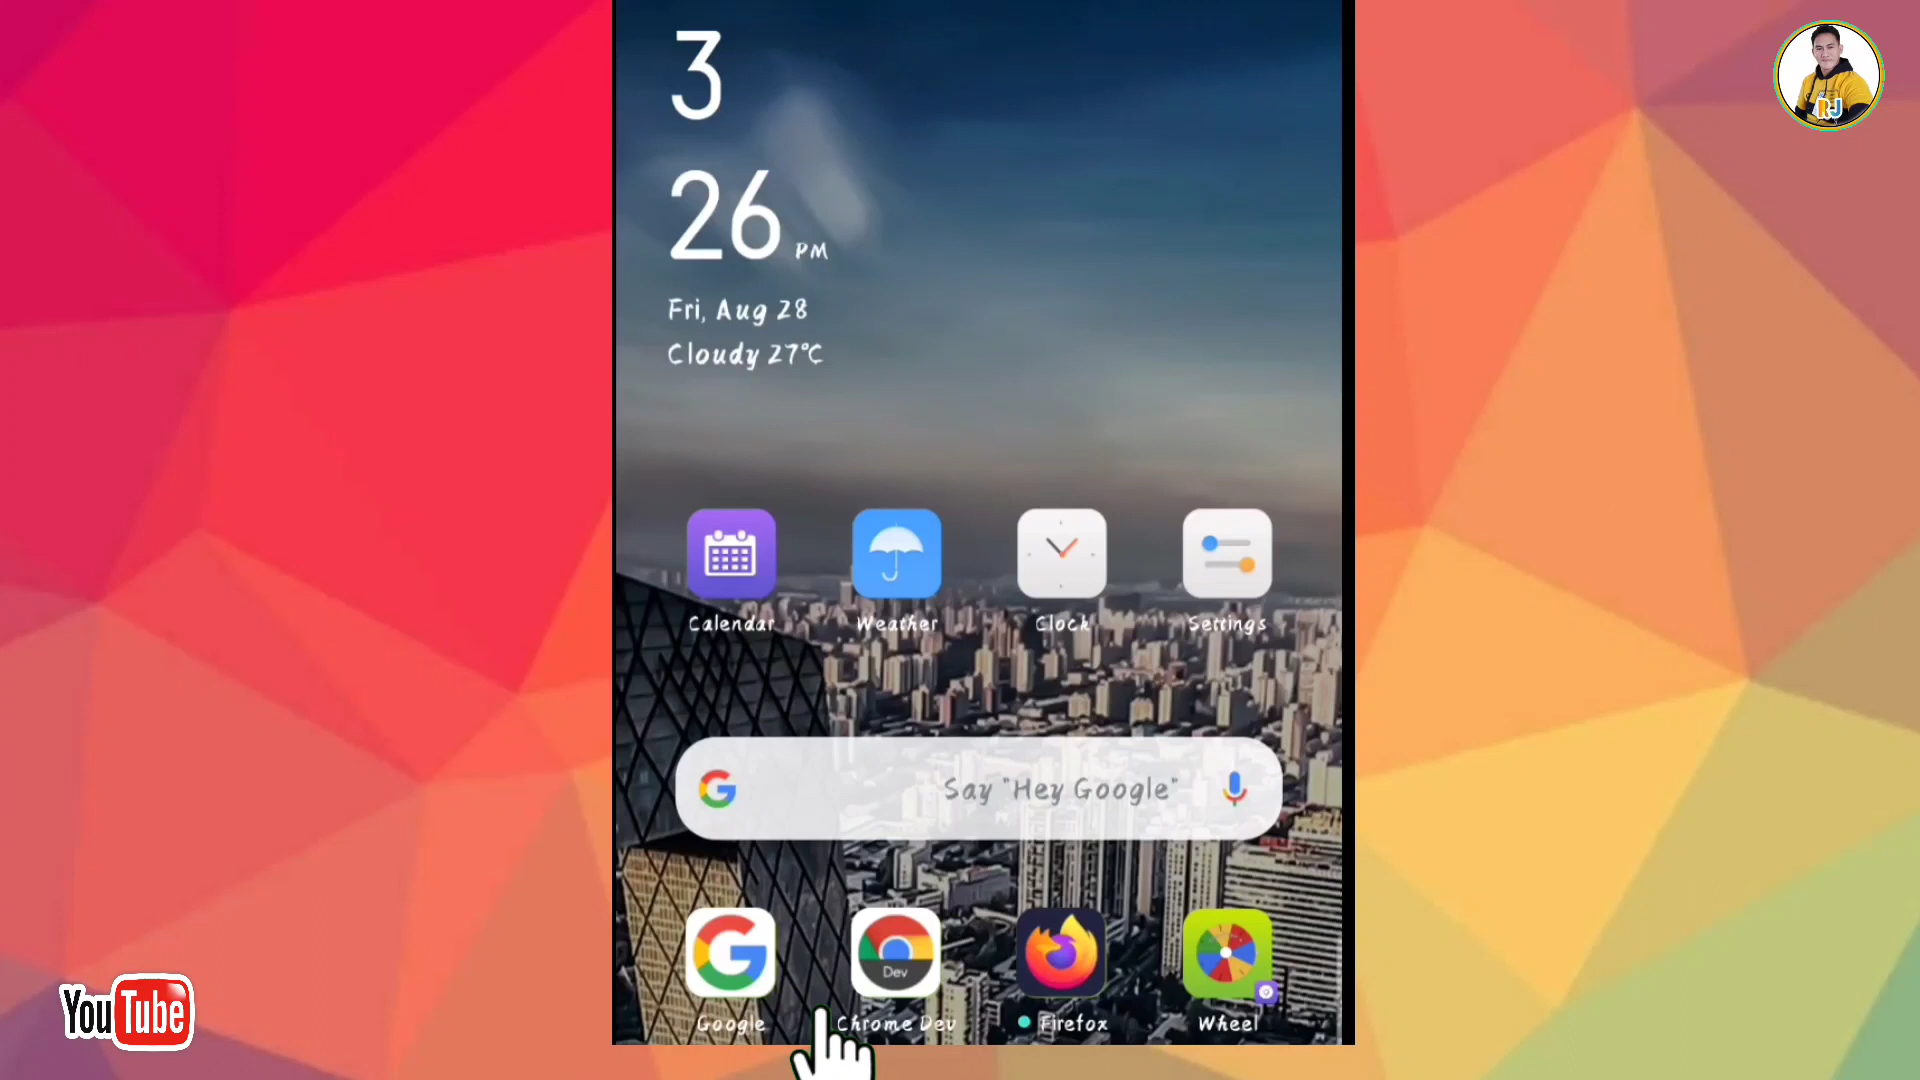 3
26 PM
Fri, Aug 28
Cloudy 27°C
Calendar Weather Clock Settings
Say "Hey Google"
Dev
Google Chrome Dev Firefox Wheel
YouTube
RJ